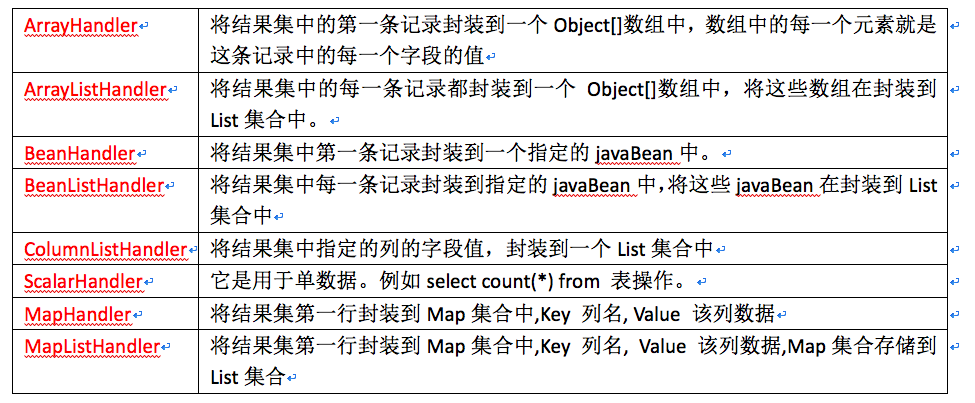 ArrayHandler 将结果集中的第一条记录封装到一个Object[]数组中，数组中的每一个元素就是
这条记录中的每一个字段的值
ArrayListHandler 将结果集中的每一条记录都封装到一个 Object[]数组中，将这些数组在封装到
List 集合中。
BeanHandler 将结果集中第一条记录封装到一个指定的 javaBean 中。
BeanListHandler 将结果集中每一条记录封装到指定的 javaBean 中，将这些 javaBean 在封装到 List
集合中
ColumnListHandler 将结果集中指定的列的字段值，封装到一个 List 集合中
ScalarHandler 它是用于单数据。例如 select count(*) from 表操作。
MapHandler 将结果集第一行封装到 Map 集合中,Key 列名, Value 该列数据
MapListHandler 将结果集第一行封装到 Map 集合中,Key 列名, Value 该列数据,Map 集合存储到
List 集合